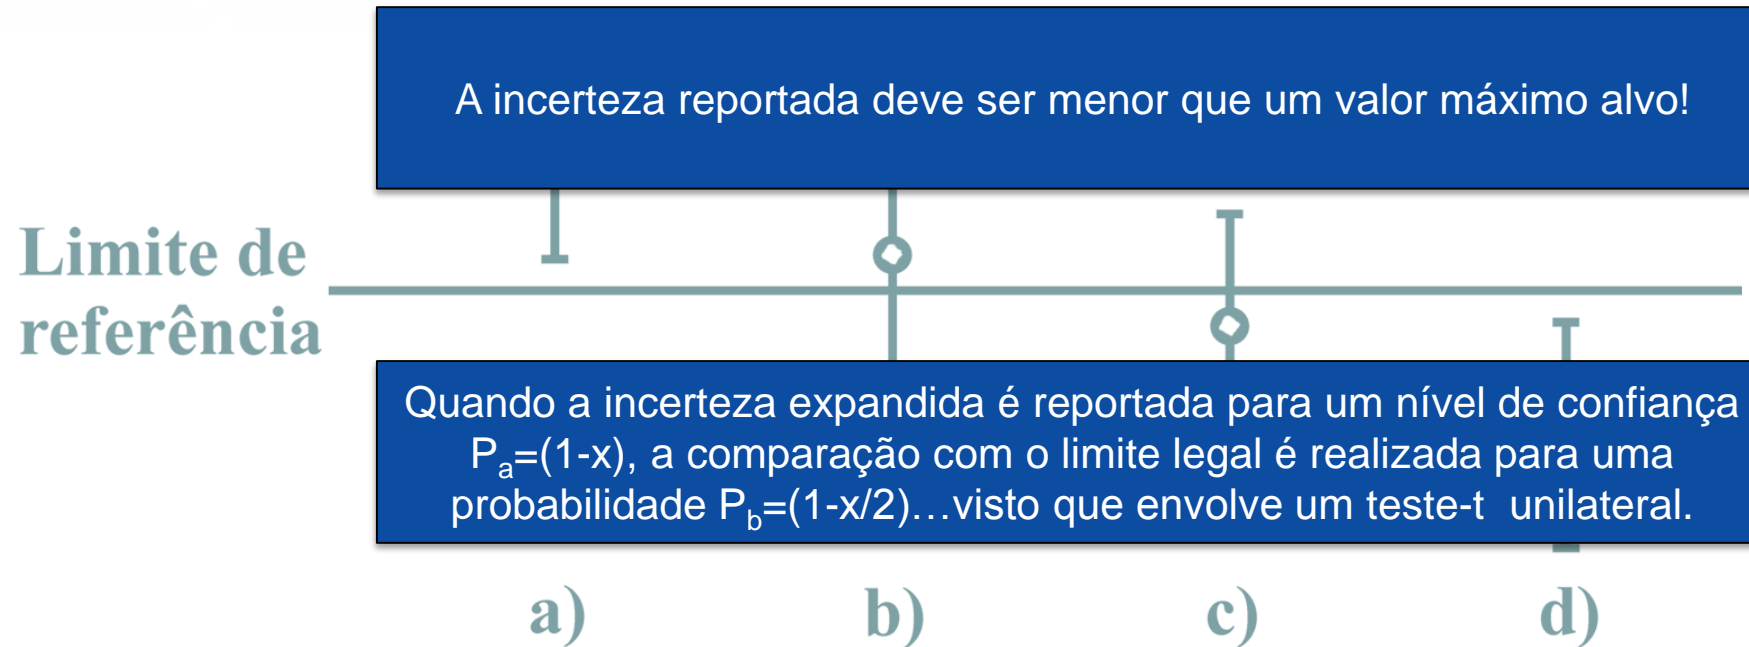 A incerteza reportada deve ser menor que um valor máximo alvo!
Limite de
referência
Quando a incerteza expandida é reportada para um nível de confiança
Pa=(1-x), a comparação com o limite legal é realizada para uma
probabilidade Pb=(1-x/2)…visto que envolve um teste-t unilateral.
a) b) c) d)